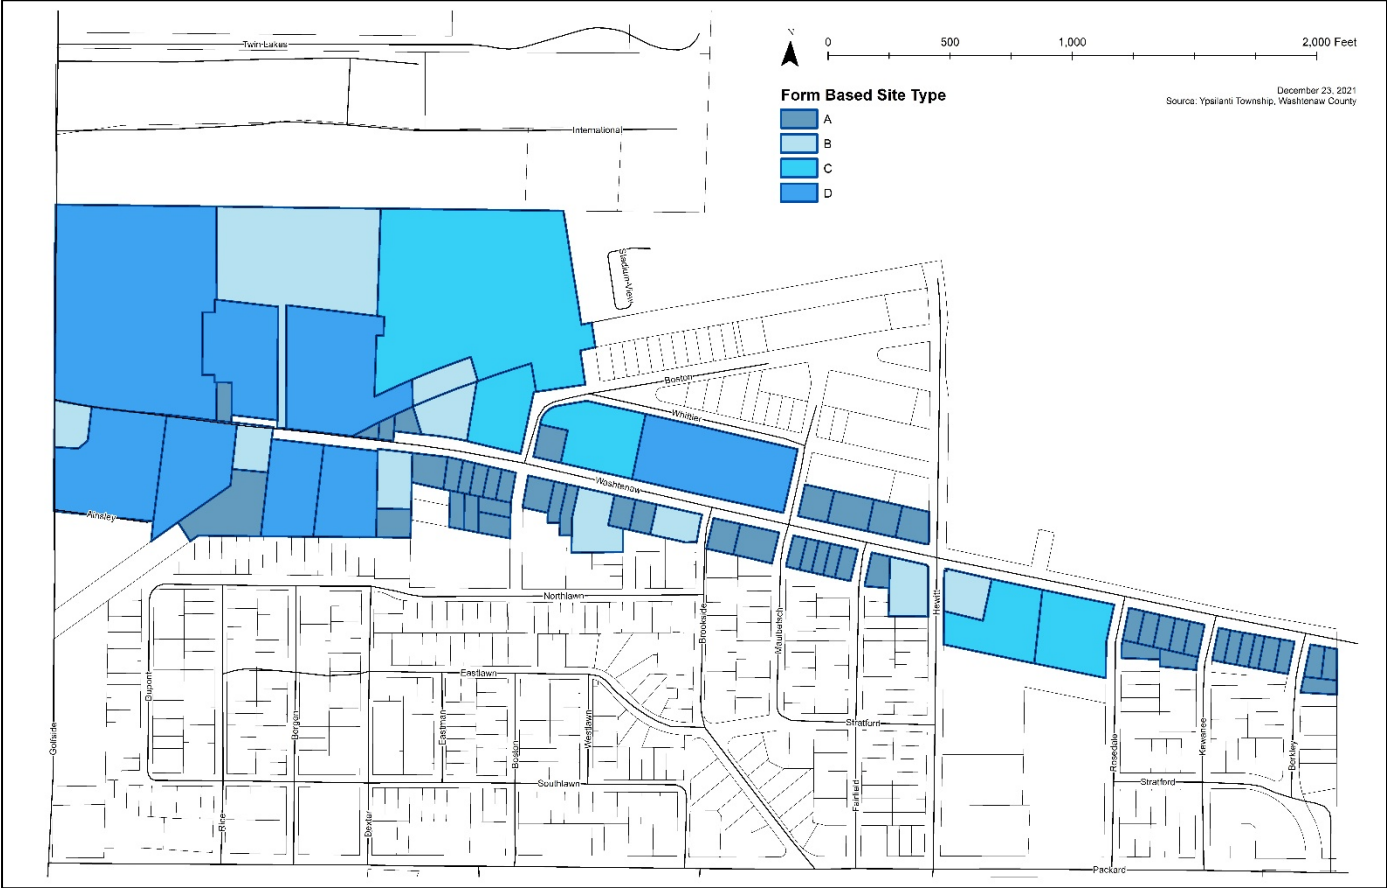 Twin Lakes
N
0 500 1,000 2,000 Feet
Form Based Site Type
December 23, 2021
Source: Ypsilanti Township, Washtenaw County
A
B
C
D
International
Stadium View
Boston
Whittier
Washtenaw
Ainsley
Northlawn
Brookside
Maulbetsch
Hewitt
Dupont
Eastlawn
Golfside
Borgen
Eastman
Boston
Westlawn
Stratford
Rosedale
Kewanee
Berkley
Southlawn
Fairfield
Stratford
Rice
Dexter
Packard